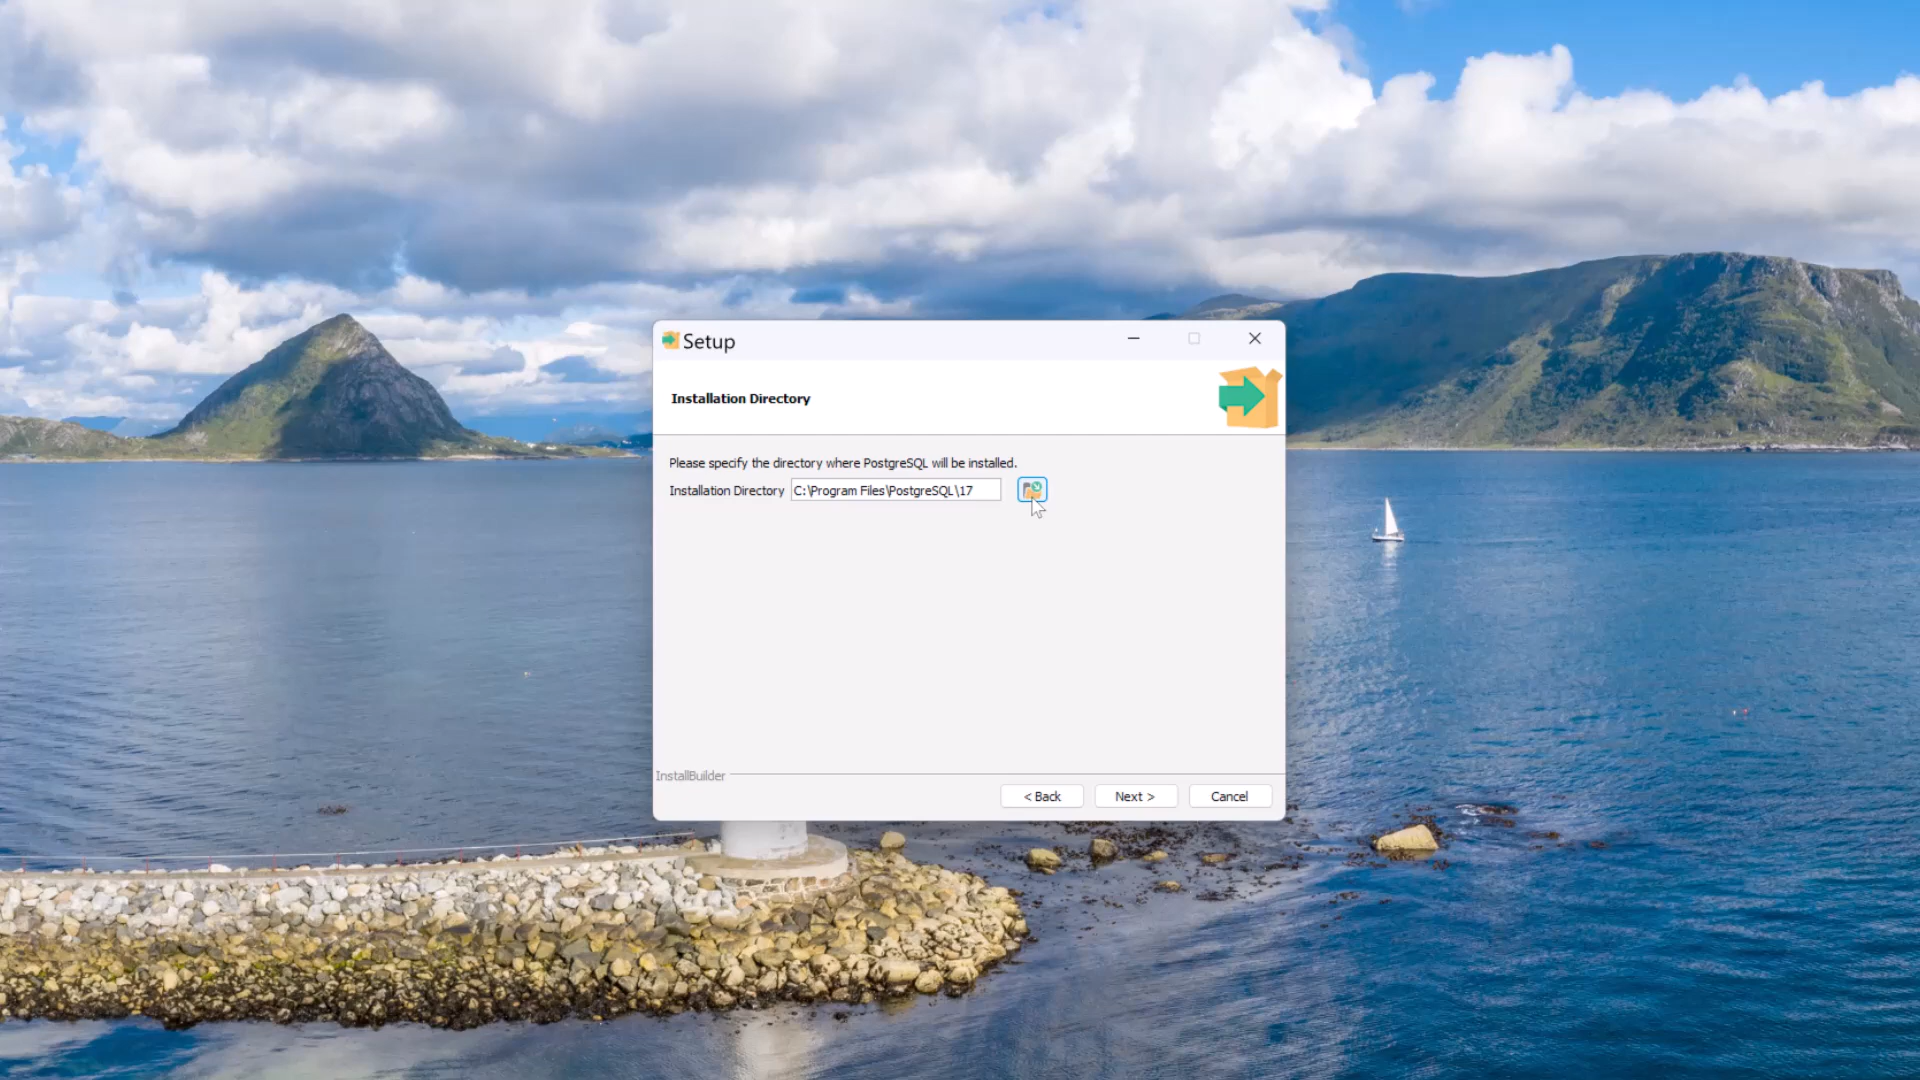 Setup
Installation Directory
Please specify the directory where PostgreSQL will be installed.
Installation Directory C:\Program Files\PostgreSQL\17
InstallBuilder
< Back Next > Cancel